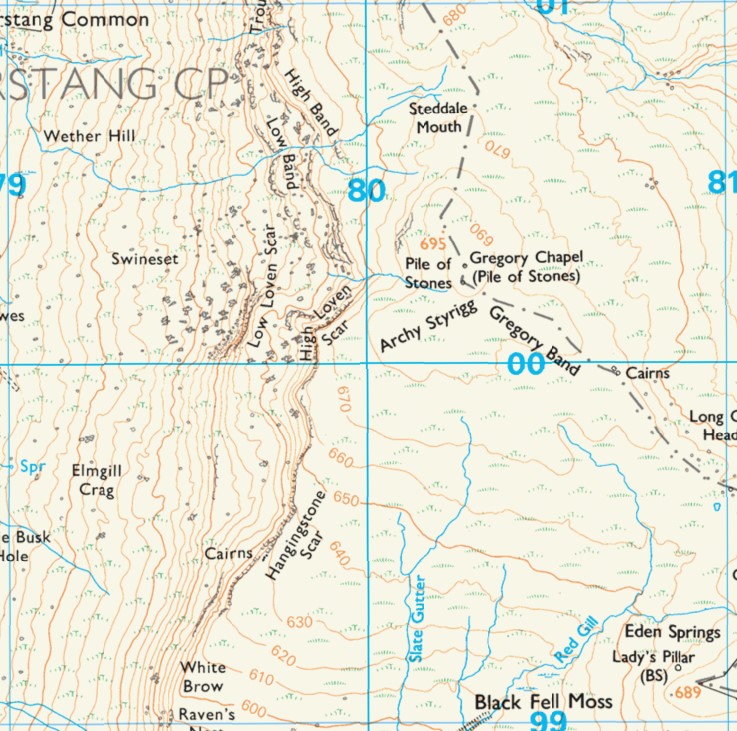 01
680
Trou
rstang Common
RSTANG CP
High Band
Low Band
Steddale
Mouth
Wether Hill
670
79
80
81
690
695
Swineset
Low Loven Scar
Pile of
Stones
Gregory Chapel
(Pile of Stones)
wes
High Loven
Scar
Archy Styrigg
Gregory Band
00
Cairns
670
Long
Head
660
Spr
Elmgill
Crag
650
Hangingstone
Scar
e Busk
Hole
Cairns
640
Slate Gutter
630
Red Gill
Eden Springs
620
Lady's Pillar
(BS)
White
Brow
610
689
600
Black Fell Moss
Raven's
99